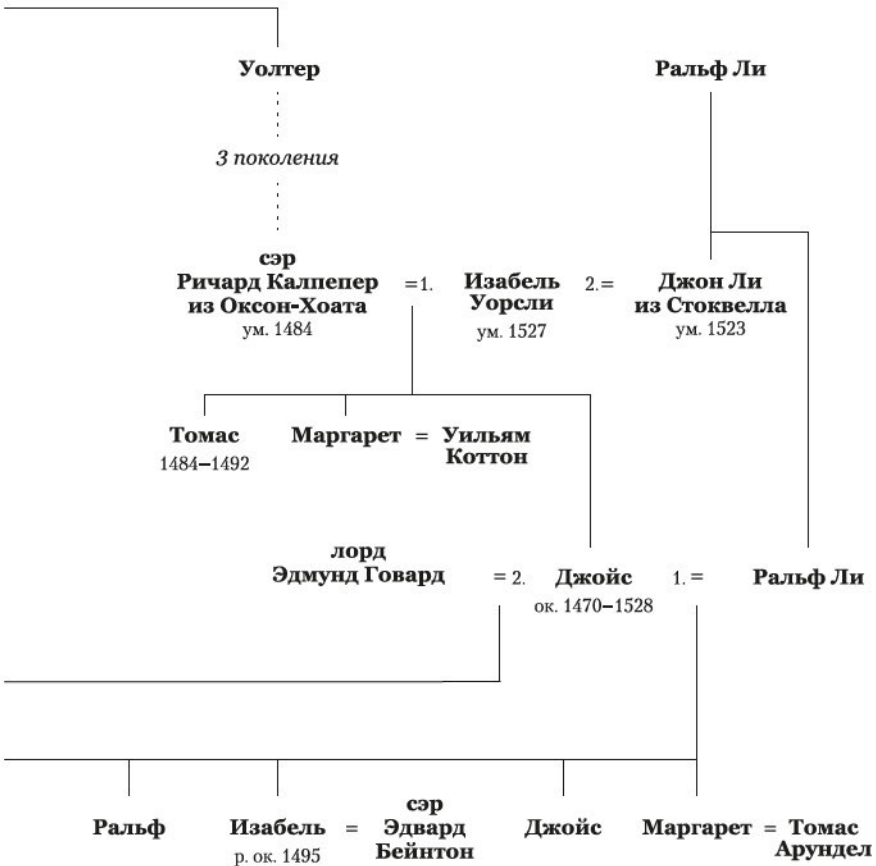 Уолтер
Ральф Ли
3 поколения
сэр
Ричард Калпепер
из Оксон-Хоата
ум. 1484
=1.
Изабель
Уорсли
ум. 1527
2.=
Джон Ли
из Стоквелла
ум. 1523
Томас
1484–1492
Маргарет = Уильям
Коттон
лорд
Эдмунд Говард
= 2.
Джойс
ок. 1470–1528
1. =
Ральф Ли
Ральф
Изабель
р. ок. 1495
=
сэр
Эдвард
Бейнтон
Джойс
Маргарет = Томас
Арундел